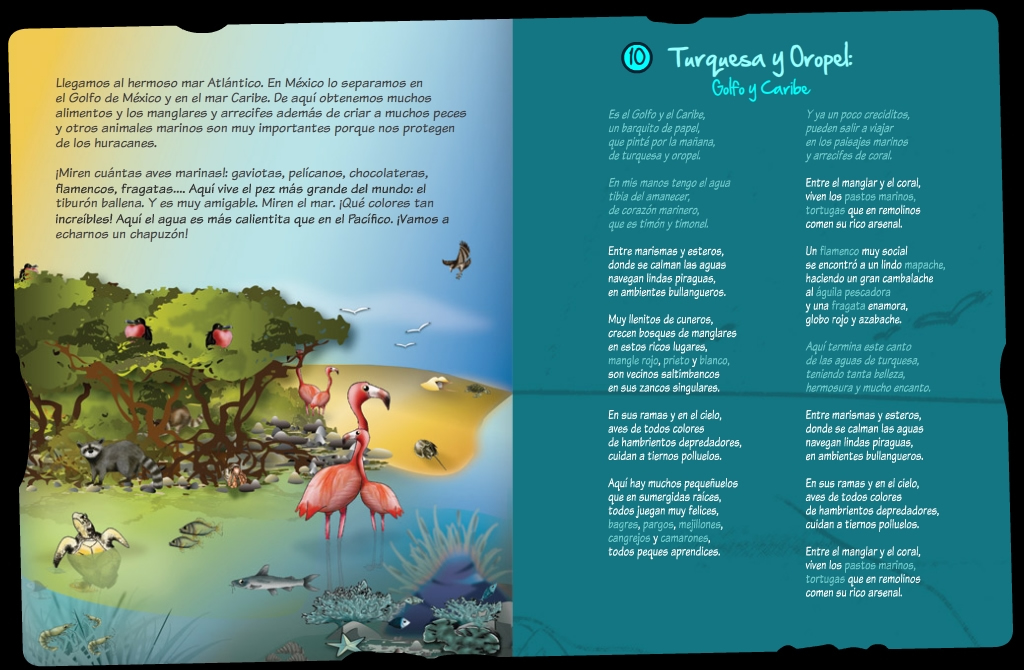 Llegamos al hermoso mar Atlántico. En México lo separamos en
el Golfo de México y en el mar Caribe. De aquí obtenemos muchos
alimentos y los manglares y arrecifes además de criar a muchos peces
y otros animales marinos son muy importantes porque nos protegen
de los huracanes.
¡Miren cuántas aves marinas!: gaviotas, pelícanos, chocolateras,
flamencos, fragatas.... Aquí vive el pez más grande del mundo: el
tiburón ballena. Y es muy amigable. Miren el mar. ¡Qué colores tan
increíbles! Aquí el agua es más calientita que en el Pacífico. ¡Vamos a
echarnos un chapuzón!
10 Turquesa y Oropel:
Golfo y Caribe
Es el Golfo y el Caribe,
un barquito de papel,
que pinté por la mañana,
de turquesa y oropel.
En mis manos tengo el agua
tibia del amanecer,
de corazón marinero,
que es timón y timonel.
Entre marismas y esteros,
donde se calman las aguas
navegan lindas piraguas,
en ambientes bullangueros.
Muy llenitos de cuneros,
crecen bosques de manglares
en estos ricos lugares,
mangle rojo, prieto y blanco,
son vecinos saltimbancos
en sus zancos singulares.
En sus ramas y en el cielo,
aves de todos colores
de hambrientos depredadores,
cuidan a tiernos polluelos.
Aquí hay muchos pequeñuelos
que en sumergidas raíces,
todos juegan muy felices,
bagres, pargos, mejillones,
cangrejos y camarones,
todos peques aprendices.
Y ya un poco creciditos,
pueden salir a viajar
en los paisajes marinos
y arrecifes de coral.
Entre el manglar y el coral,
viven los pastos marinos,
tortugas que en remolinos
comen su rico arsenal.
Un flamenco muy social
se encontró a un lindo mapache,
haciendo un gran cambalache
al águila pescadora
y una fragata enamora,
globo rojo y azabache.
Aquí termina este canto
de las aguas de turquesa,
teniendo tanta belleza,
hermosura y mucho encanto.
Entre marismas y esteros,
donde se calman las aguas
navegan lindas piraguas,
en ambientes bullangueros.
En sus ramas y en el cielo,
aves de todos colores
de hambrientos depredadores,
cuidan a tiernos polluelos.
Entre el manglar y el coral,
viven los pastos marinos,
tortugas que en remolinos
comen su rico arsenal.